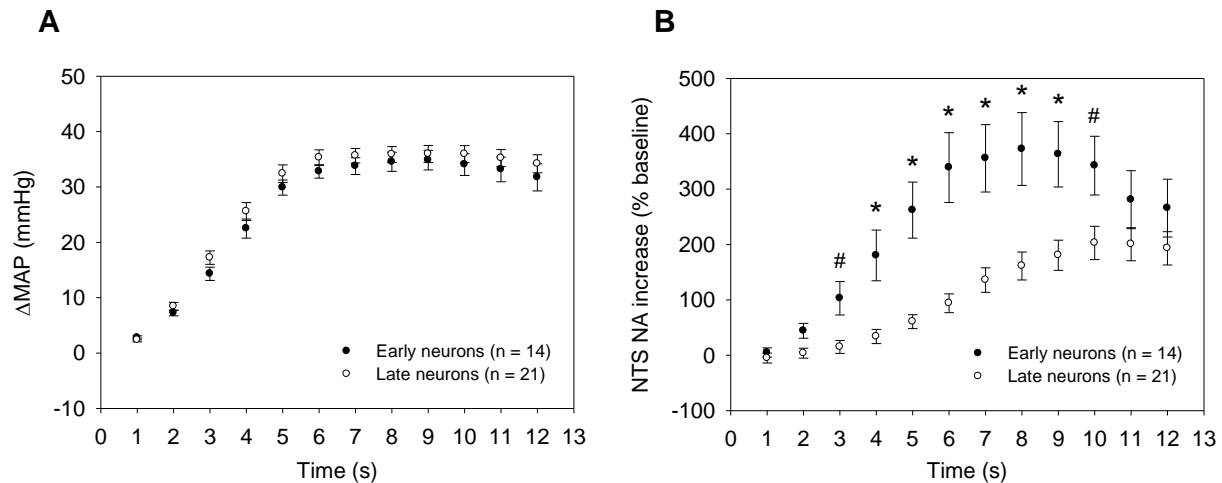 A
ΔMAP (mmHg)
50
40
30
20
10
0
-10
Early neurons (n = 14)
Late neurons (n = 21)
0 1 2 3 4 5 6 7 8 9 10 11 12 13
Time (s)
B
NTS NA increase (% baseline)
500
400
300
200
100
0
-100
# * * * * * * #
Early neurons (n = 14)
Late neurons (n = 21)
0 1 2 3 4 5 6 7 8 9 10 11 12 13
Time (s)